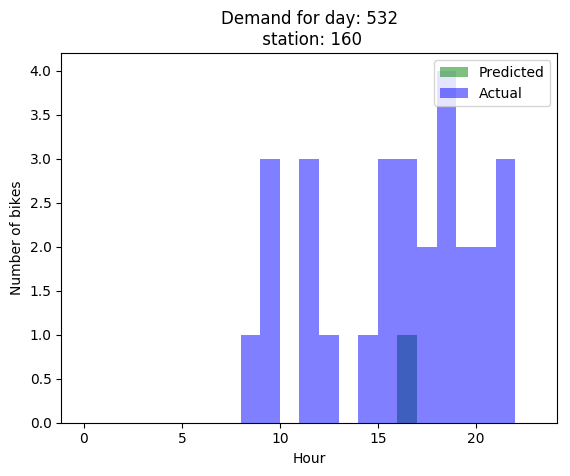 Demand for day: 532
station: 160
Predicted
Actual
4.0
3.5
3.0
2.5
2.0
1.5
1.0
0.5
0.0
Number of bikes
0 5 10 15 20
Hour